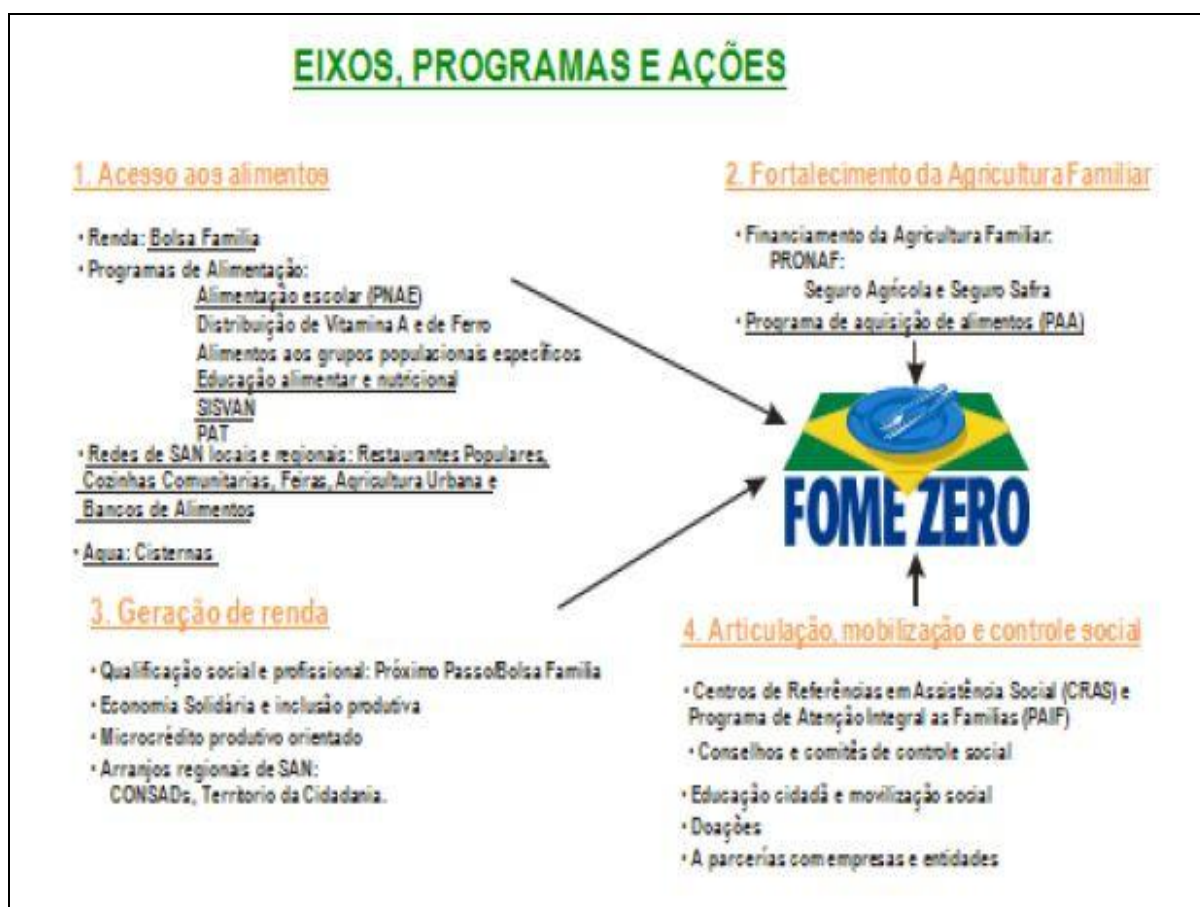 EIXOS, PROGRAMAS E AÇÕES
1. Acesso aos alimentos
• Renda: Bolsa Familia
• Programas de Alimentação:
Alimentação escolar (PNAE)
Distribuição de Vitamina A e de Ferro
Alimentos aos grupos populacionais específicos
Educação alimentar e nutricional
SISVAN
PAT
• Redes de SAN locais e regionais: Restaurantes Populares,
Cozinhas Comunitarias, Feiras, Agricultura Urbana e
Bancos de Alimentos
• Aqua: Cisternas
2. Fortalecimento da Agricultura Familiar
• Financiamento da Agricultura Familiar:
PRONAF:
Seguro Agrícola e Seguro Safra
• Programa de aquisição de alimentos (PAA)
FOME ZERO
3. Geração de renda
• Qualificação social e profissional: Próximo Passo/Bolsa Familia
• Economia Solidária e inclusão produtiva
• Microcrédito produtivo orientado
• Arranjos regionais de SAN:
CONSADs, Territorio da Cidadania.
4. Articulação, mobilização e controle social
• Centros de Referências em Assistência Social (CRAS) e
Programa de Atenção Integral as Familias (PAIF)
• Conselhos e comitês de controle social
• Educação cidadã e movilização social
• Doações
• A parcerias com empresas e entidades